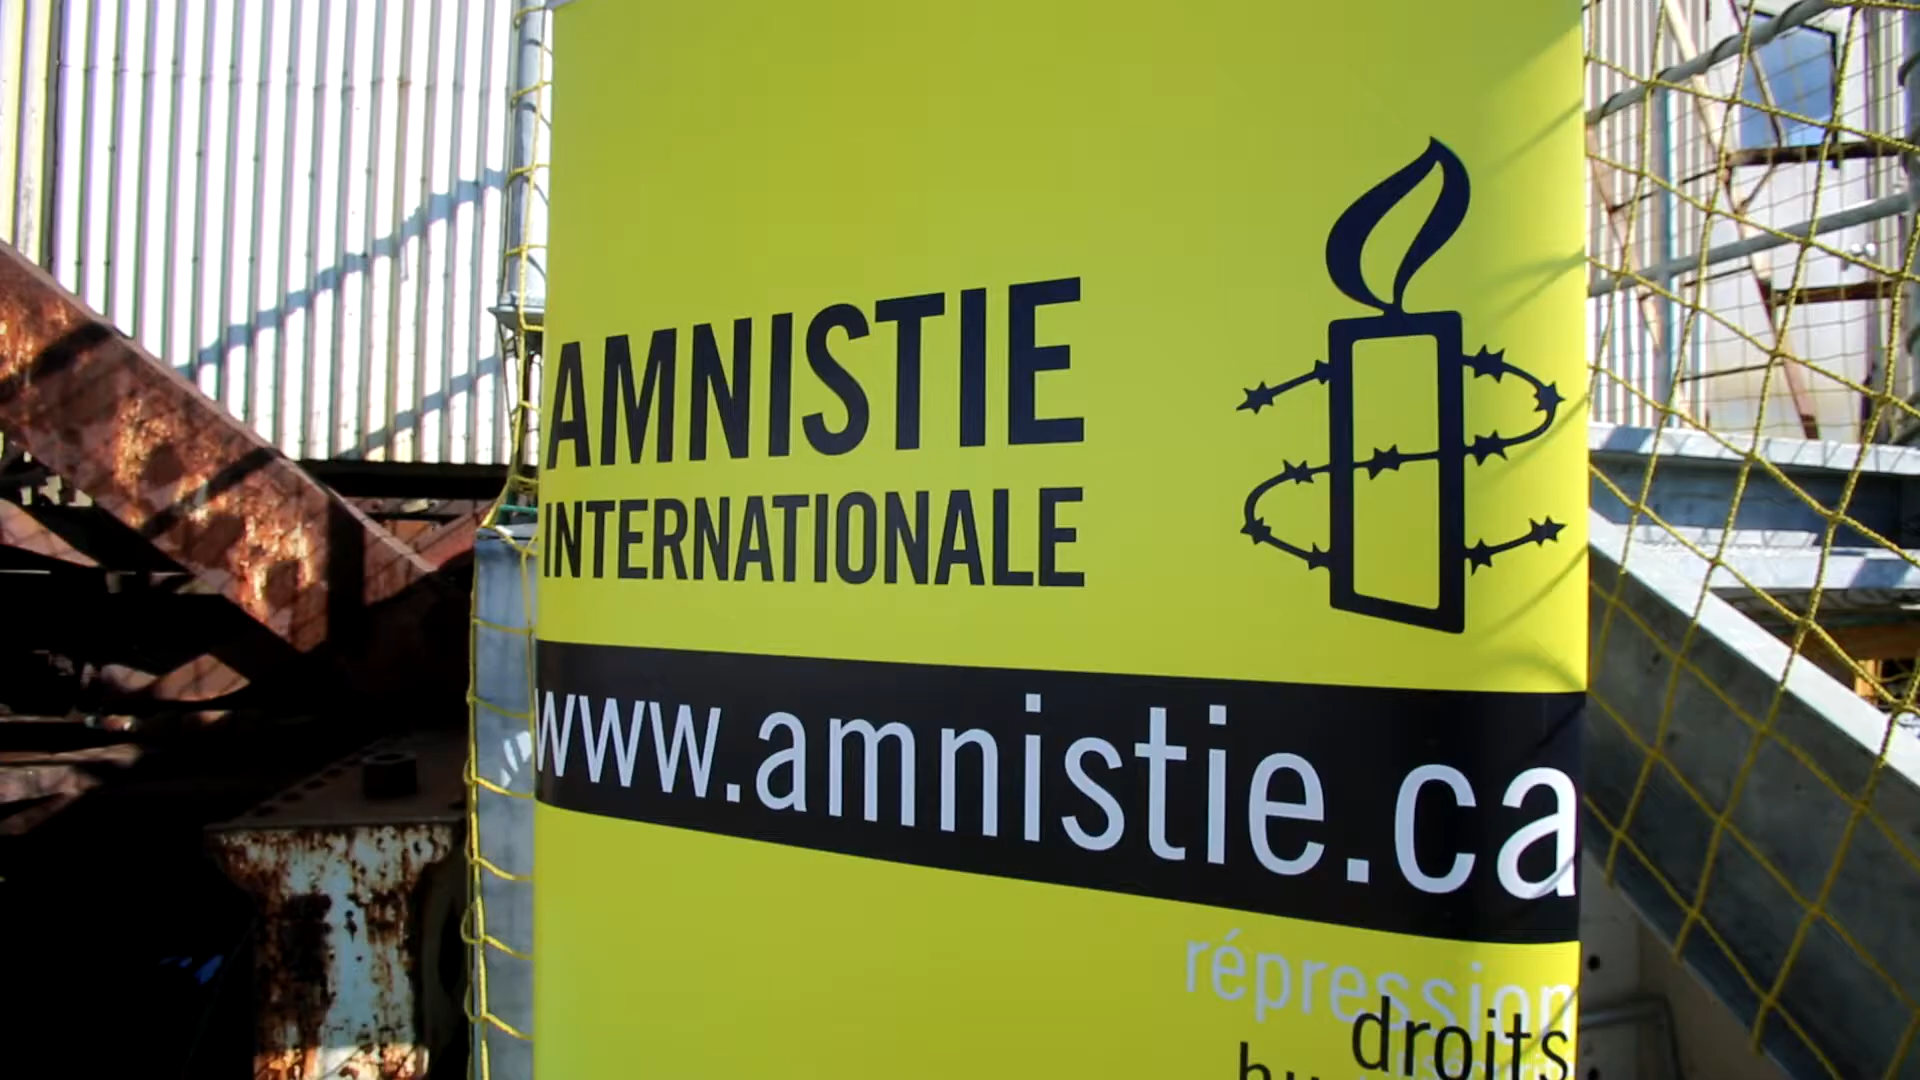 AMNISTIE
INTERNATIONALE
www.amnistie.ca
répression
droits